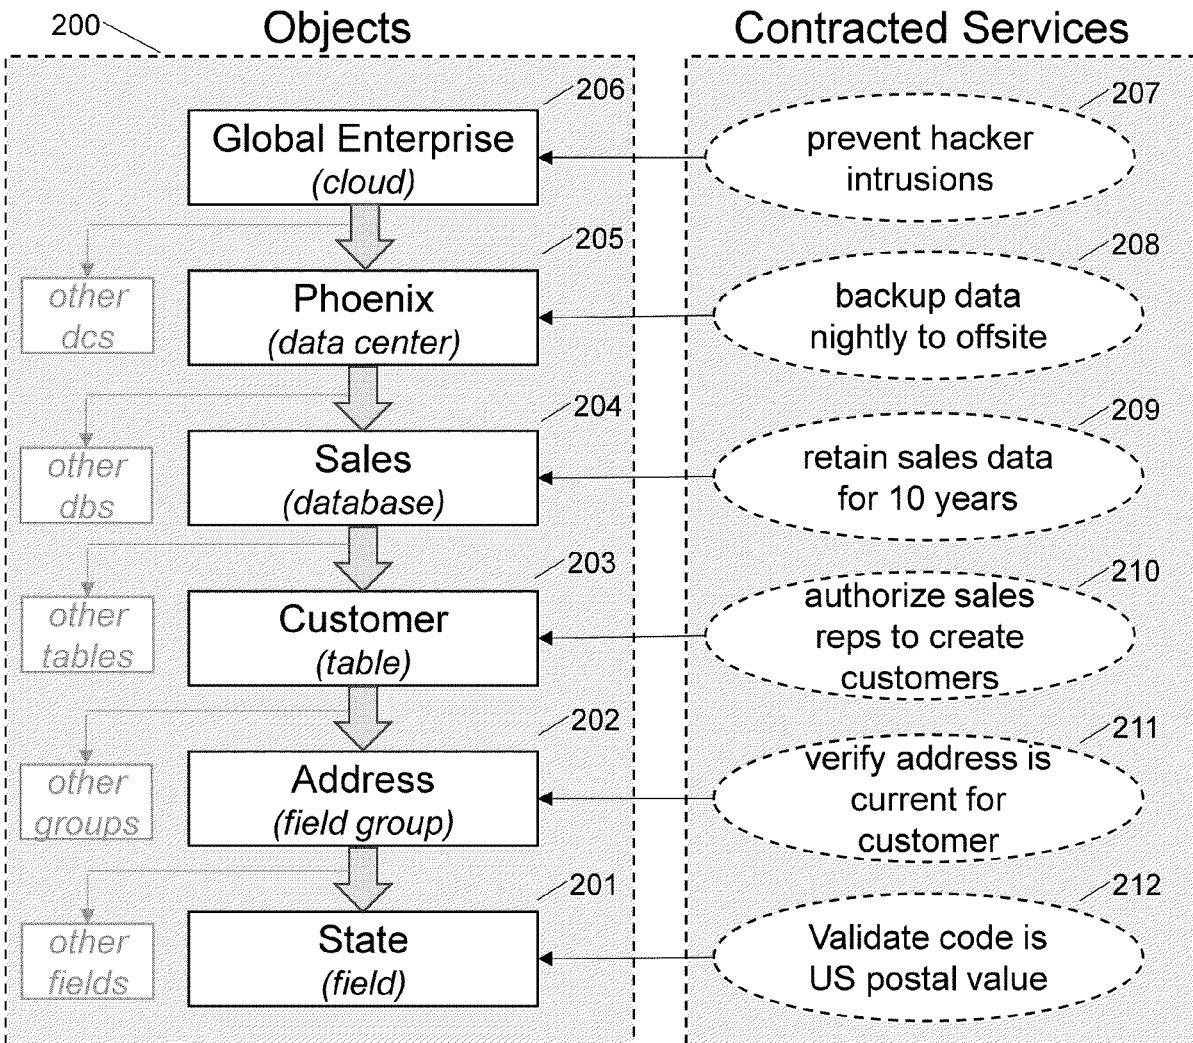 200
Objects
Contracted Services
206
Global Enterprise
(cloud)
207
prevent hacker
intrusions
205
Phoenix
(data center)
other
dcs
208
backup data
nightly to offsite
204
Sales
(database)
other
dbs
209
retain sales data
for 10 years
203
Customer
(table)
other
tables
210
authorize sales
reps to create
customers
202
Address
(field group)
other
groups
211
verify address is
current for
customer
201
State
(field)
other
fields
212
Validate code is
US postal value